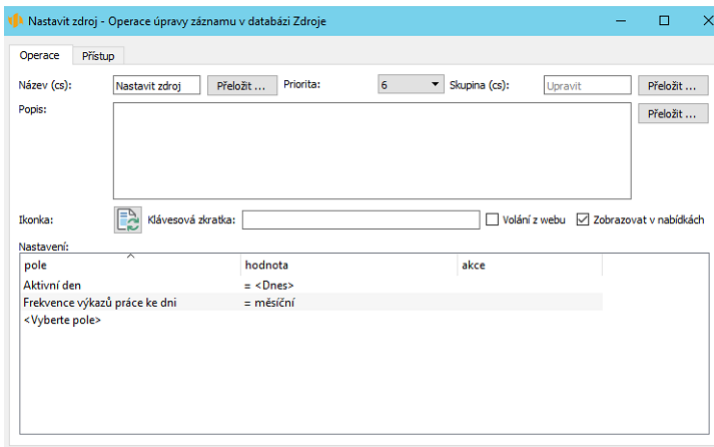 Nastavit zdroj - Operace úpravy záznamu v databázi Zdroje
Operace Přístup
Název (cs): Nastavit zdroj Přeložit ... Priorita: 6 Skupina (cs): Upravit Přeložit ...
Popis: Přeložit ...
Ikonka: Klávesová zkratka: Volání z webu Zobrazovat v nabídkách
Nastavení:
pole hodnota akce
Aktivní den = <Dnes>
Frekvence výkazů práce ke dni = měsíční
<Vyberte pole>